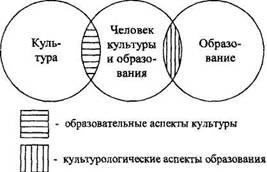 Куль-
тура
Человек
культуры
и образо-
вания
Образо-
вание
- образовательные аспекты культуры
- культурологические аспекты образования